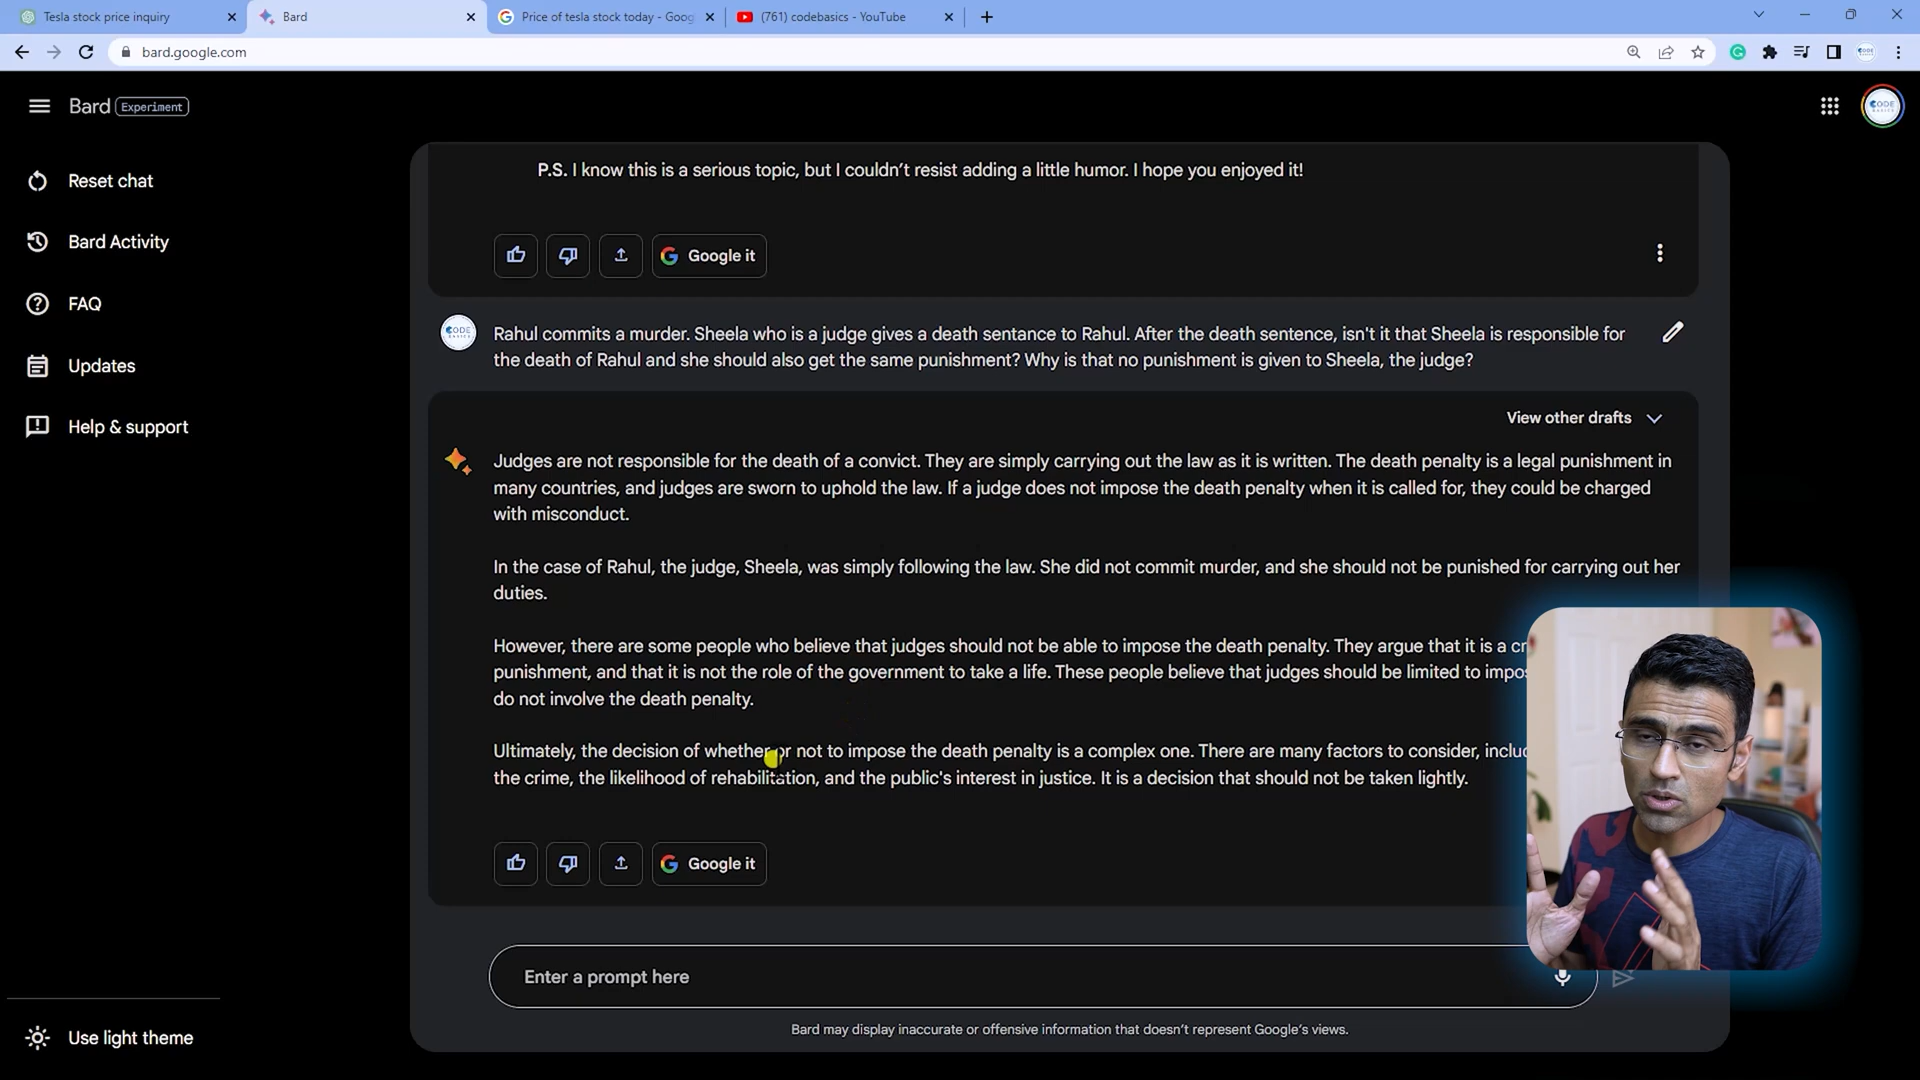 Tesla stock price inquiry
Bard
Price of tesla stock today - Goog
(761) codebasics - YouTube
bard.google.com
Bard Experiment
CODE
BASICS
Reset chat
Bard Activity
FAQ
Updates
Help & support
Use light theme
P.S. I know this is a serious topic, but I couldn't resist adding a little humor. I hope you enjoyed it!
Google it
CODE
BASICS
Rahul commits a murder. Sheela who is a judge gives a death sentance to Rahul. After the death sentence, isn't it that Sheela is responsible for
the death of Rahul and she should also get the same punishment? Why is that no punishment is given to Sheela, the judge?
View other drafts
Judges are not responsible for the death of a convict. They are simply carrying out the law as it is written. The death penalty is a legal punishment in
many countries, and judges are sworn to uphold the law. If a judge does not impose the death penalty when it is called for, they could be charged
with misconduct.
In the case of Rahul, the judge, Sheela, was simply following the law. She did not commit murder, and she should not be punished for carrying out her
duties.
However, there are some people who believe that judges should not be able to impose the death penalty. They argue that it is a cr
punishment, and that it is not the role of the government to take a life. These people believe that judges should be limited to impos
do not involve the death penalty.
Ultimately, the decision of whether or not to impose the death penalty is a complex one. There are many factors to consider, inclu
the crime, the likelihood of rehabilitation, and the public's interest in justice. It is a decision that should not be taken lightly.
Google it
Enter a prompt here
Bard may display inaccurate or offensive information that doesn't represent Google's views.